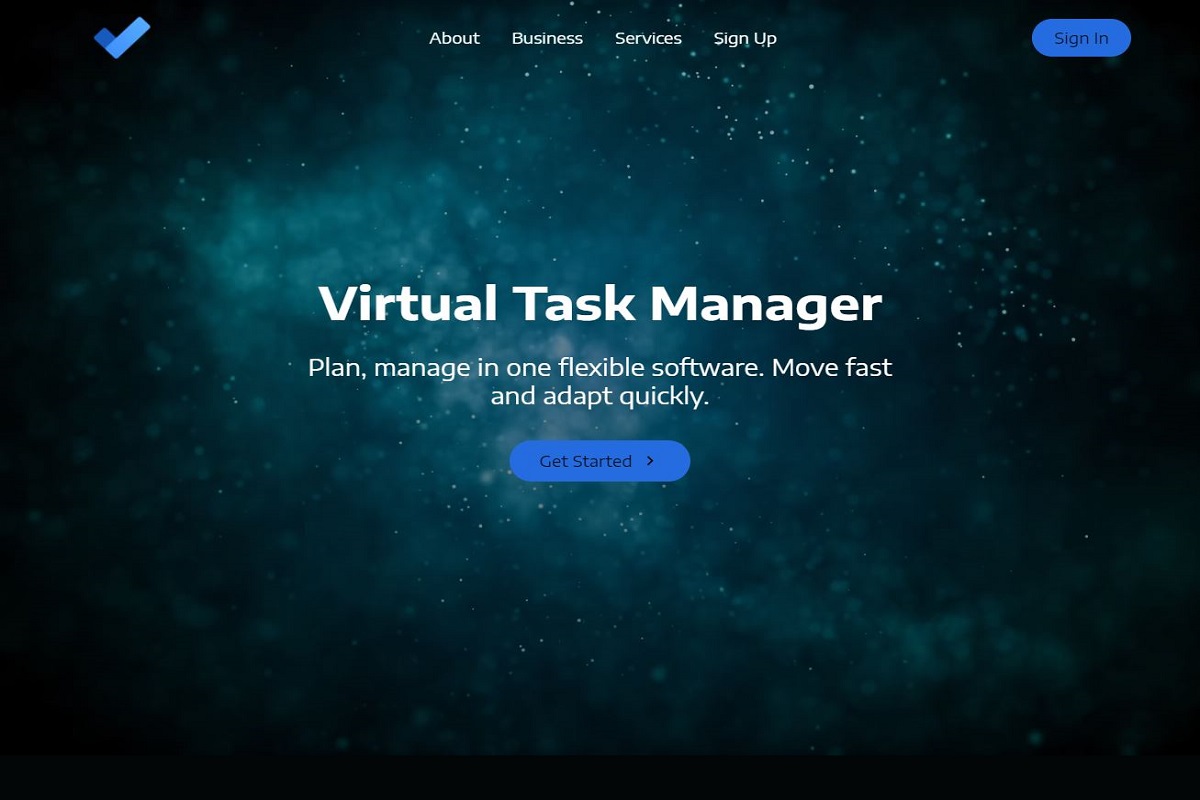 About Business Services Sign Up Sign In
Virtual Task Manager
Plan, manage in one flexible software. Move fast
and adapt quickly.
Get Started